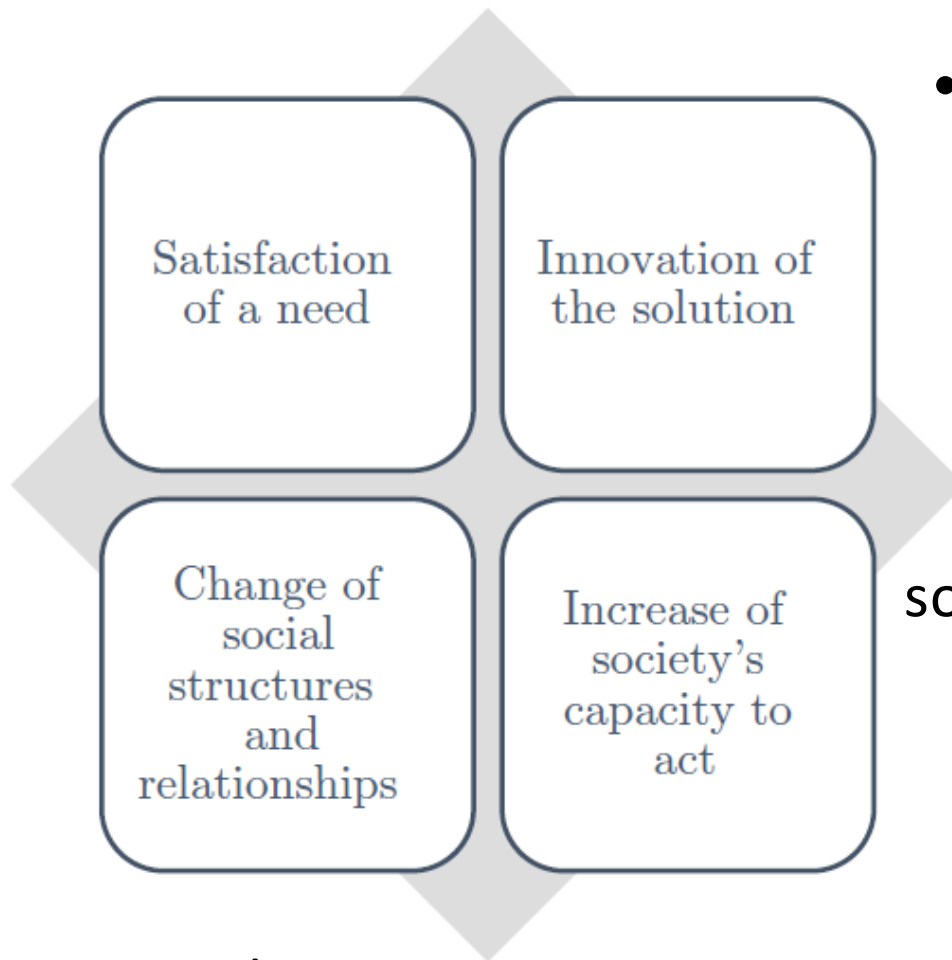 Satisfaction
of a need
Innovation of
the solution
Change of
social
structures
and
relationships
Increase of
society’s
capacity to
act